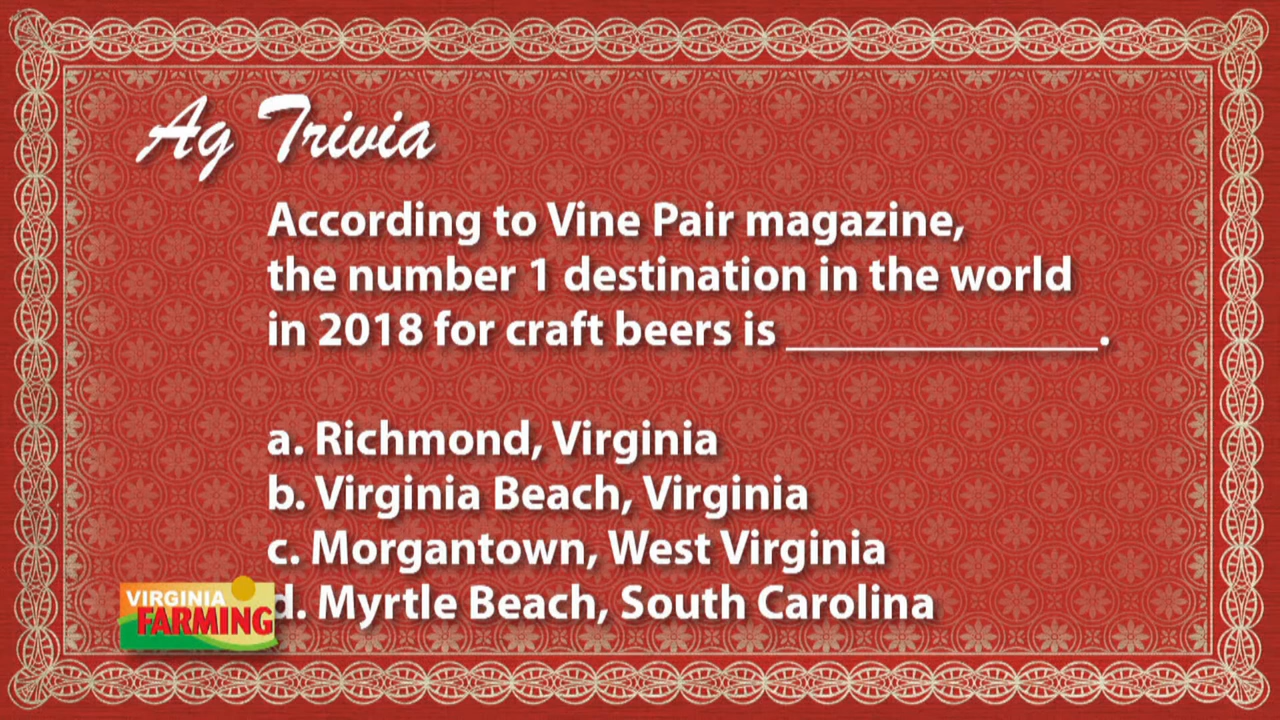 Ag Trivia
According to Vine Pair magazine,
the number 1 destination in the world
in 2018 for craft beers is ______________.
a. Richmond, Virginia
b. Virginia Beach, Virginia
c. Morgantown, West Virginia
d. Myrtle Beach, South Carolina
VIRGINIA
FARMING